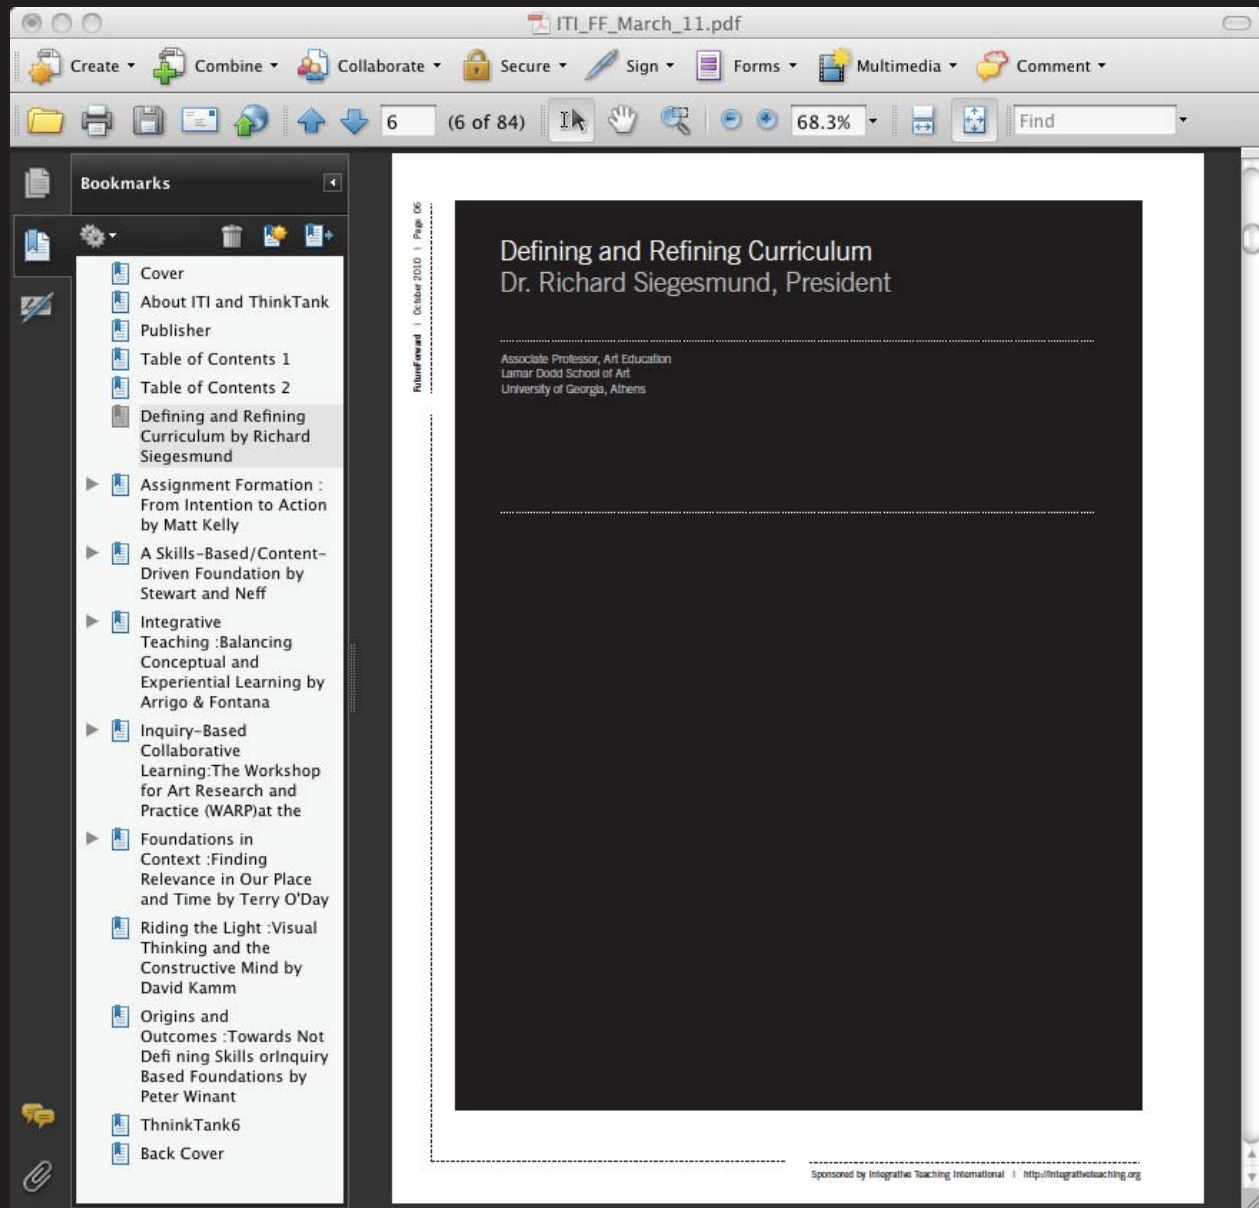 ITI_FF_March_11.pdf
Create Combine Collaborate Secure Sign Forms Multimedia Comment
6 (6 of 84) 68.3% Find
Bookmarks
Cover
About ITI and ThinkTank
Publisher
Table of Contents 1
Table of Contents 2
Defining and Refining
Curriculum by Richard
Siegesmund
Assignment Formation :
From Intention to Action
by Matt Kelly
A Skills-Based/Content-
Driven Foundation by
Stewart and Neff
Integrative
Teaching :Balancing
Conceptual and
Experiential Learning by
Arrigo & Fontana
Inquiry-Based
Collaborative
Learning:The Workshop
for Art Research and
Practice (WARP)at the
Foundations in
Context :Finding
Relevance in Our Place
and Time by Terry O'Day
Riding the Light :Visual
Thinking and the
Constructive Mind by
David Kamm
Origins and
Outcomes :Towards Not
Defi ning Skills orInquiry
Based Foundations by
Peter Winant
ThninkTank6
Back Cover
FutureForward | October 2010 | Page 06
Defining and Refining Curriculum
Dr. Richard Siegesmund, President
Associate Professor, Art Education
Lamar Dodd School of Art
University of Georgia, Athens
Sponsored by Integrative Teaching International | http://integrativeteaching.org